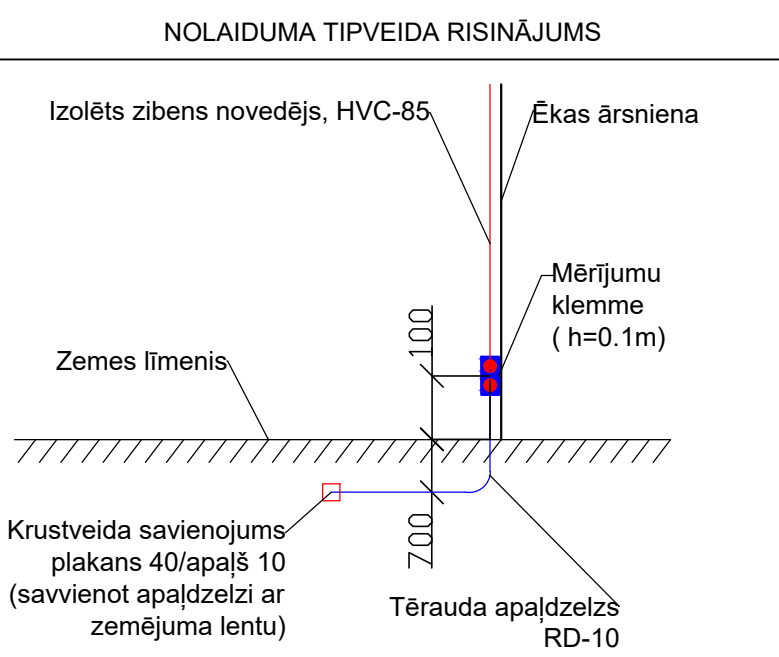 NOLAIDUMA TIPVEIDA RISINĀJUMS
Izolēts zibens novedējs, HVC-85
Ēkas ārsniena
Mērījumu
klemme
( h=0.1m)
100
Zemes līmenis
700
Krustveida savienojums
plakans 40/apaļš 10
(savvienot apaļdzelzi ar
zemējuma lentu)
Tērauda apaļdzelzs
RD-10